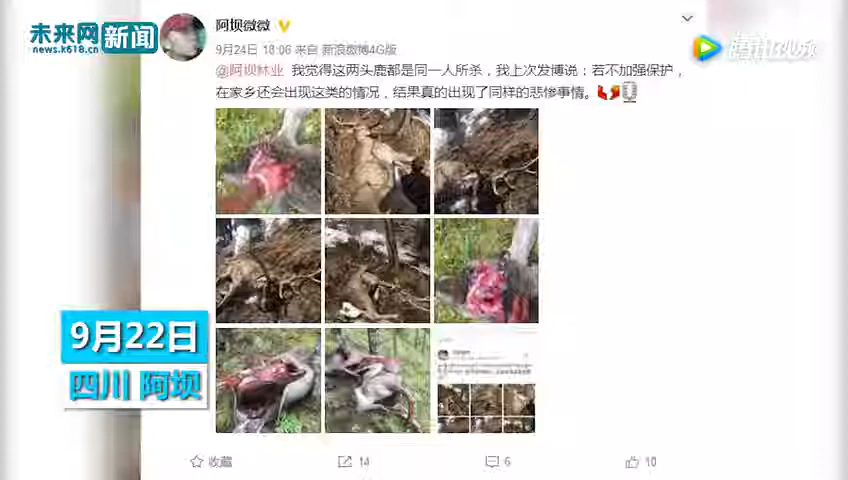 未来网
news.k618.cn
新闻
阿坝微微
9月24日 18:06 来自 新浪微博4G版
腾讯视频
@阿坝林业 我觉得这两头鹿都是同一人所杀，我上次发博说：若不加强保护，
在家乡还会出现这类的情况，结果真的出现了同样的悲惨事情。
9月22日
四川 阿坝
收藏
14
6
10